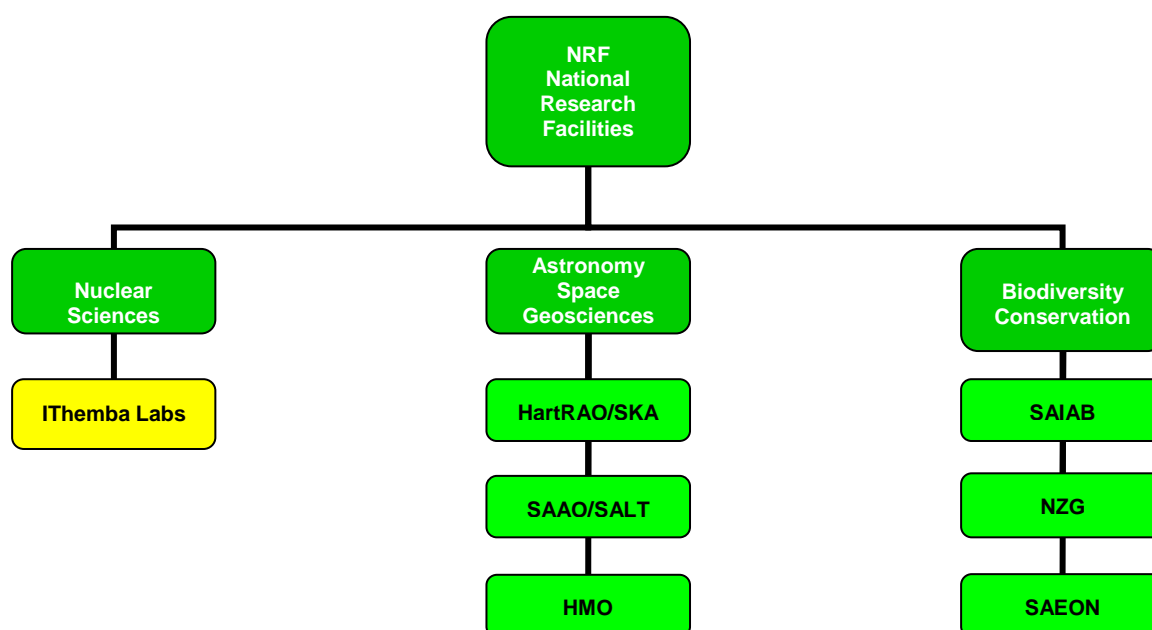 NRF
National
Research
Facilities
Nuclear
Sciences
Astronomy
Space
Geosciences
Biodiversity
Conservation
IThemba Labs
HartRAO/SKA
SAIAB
SAAO/SALT
NZG
HMO
SAEON